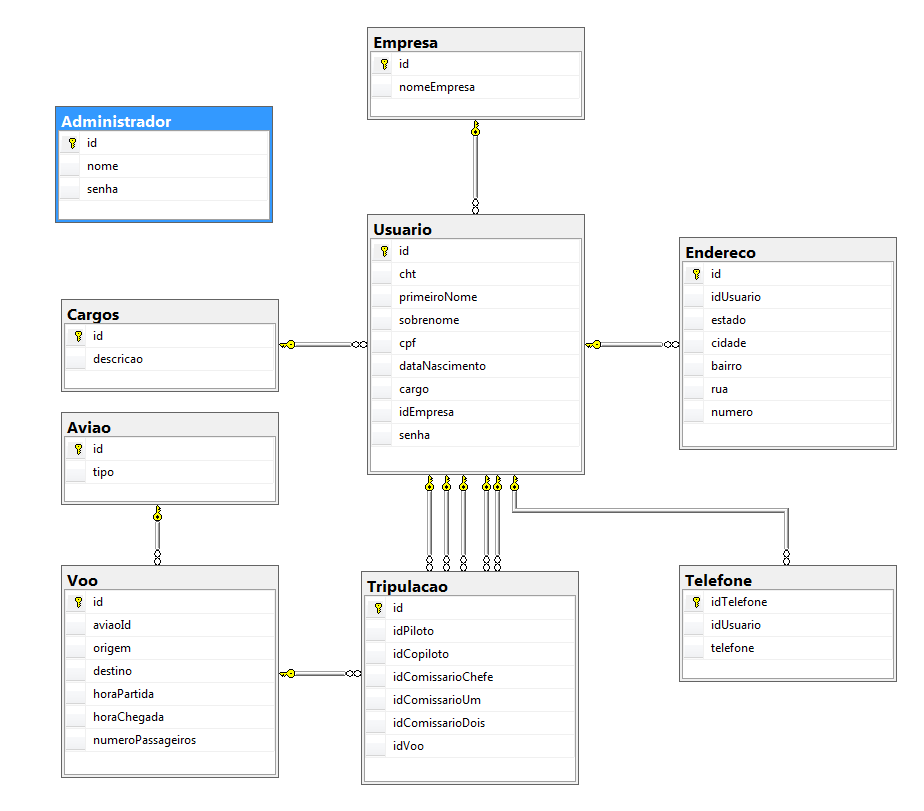 Empresa
id
nomeEmpresa
Administrador
id
nome
senha
Usuario
id
cht
primeiroNome
sobrenome
cpf
dataNascimento
cargo
idEmpresa
senha
Endereco
id
idUsuario
estado
cidade
bairro
rua
numero
Cargos
id
descricao
Aviao
id
tipo
Voo
id
aviaoId
origem
destino
horaPartida
horaChegada
numeroPassageiros
Tripulacao
id
idPiloto
idCopiloto
idComissarioChefe
idComissarioUm
idComissarioDois
idVoo
Telefone
idTelefone
idUsuario
telefone